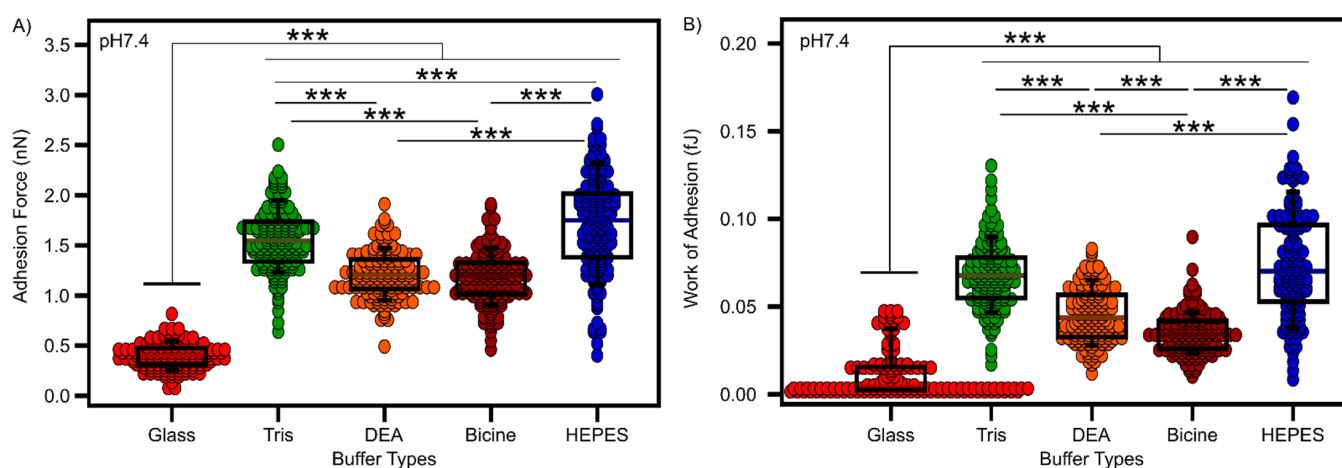 A)
pH7.4
***
***
*** ***
***
***
3.5
3.0
2.5
2.0
1.5
1.0
0.5
0.0
Adhesion Force (nN)
Glass Tris DEA Bicine HEPES
Buffer Types
B)
pH7.4
***
*** *** ***
***
***
0.20
0.15
0.10
0.05
0.00
Work of Adhesion (fJ)
Glass Tris DEA Bicine HEPES
Buffer Types